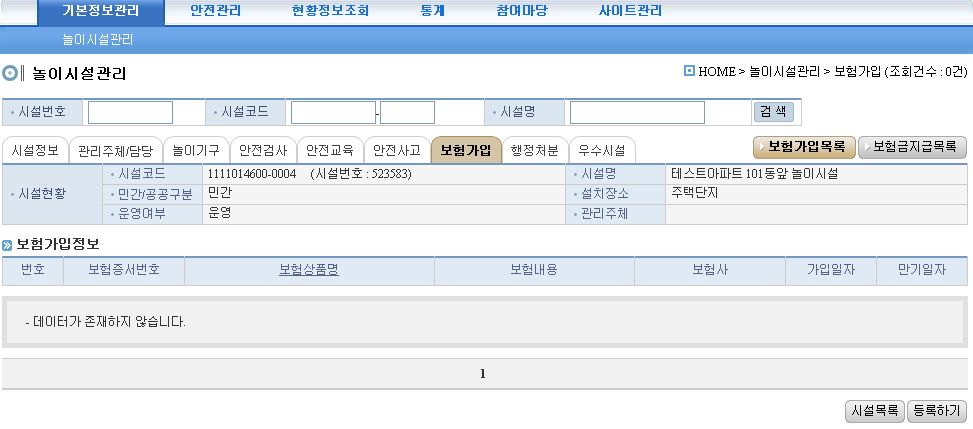 기본정보관리 안전관리 현황정보조회 통계 참여마당 사이트관리
놀이시설관리
놀이시설관리 HOME > 놀이시설관리 > 보험가입 (조회건수 : 0건)
시설번호 시설코드 - 시설명 검 색
시설정보 관리주체/담당 놀이기구 안전검사 안전교육 안전사고 보험가입 행정처분 우수시설 보험가입목록 보험금지급목록
시설현황 시설코드 1111014600-0004 (시설번호 : 523583) 시설명 테스트아파트 101동앞 놀이시설
민간/공공구분 민간 설치장소 주택단지
운영여부 운영 관리주체
보험가입정보
번호 보험증서번호 보험상품명 보험내용 보험사 가입일자 만기일자
- 데이터가 존재하지 않습니다.
1
시설목록 등록하기